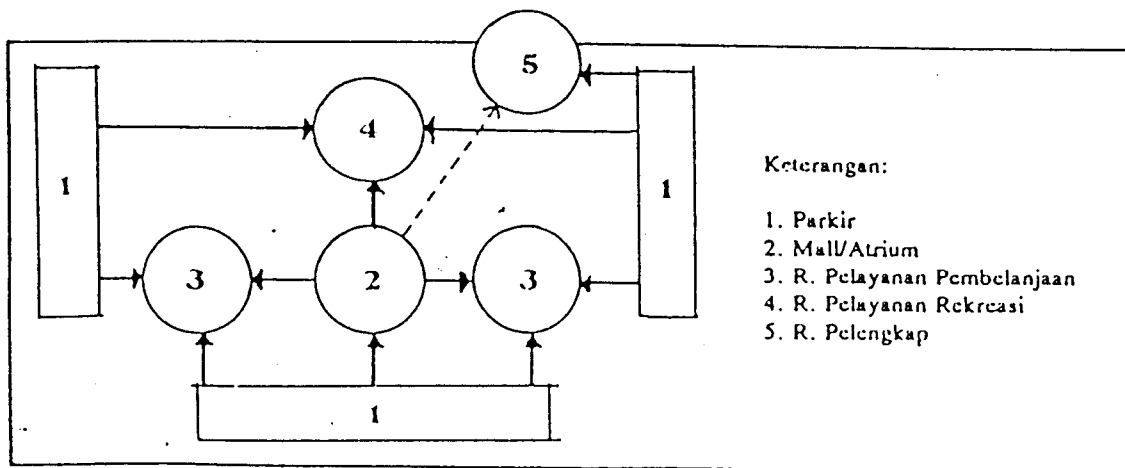 5
4
1
1
3
2
3
1
Keterangan:
1. Parkir
2. Mall/Atrium
3. R. Pelayanan Pembelanjaan
4. R. Pelayanan Rekreasi
5. R. Pelengkap